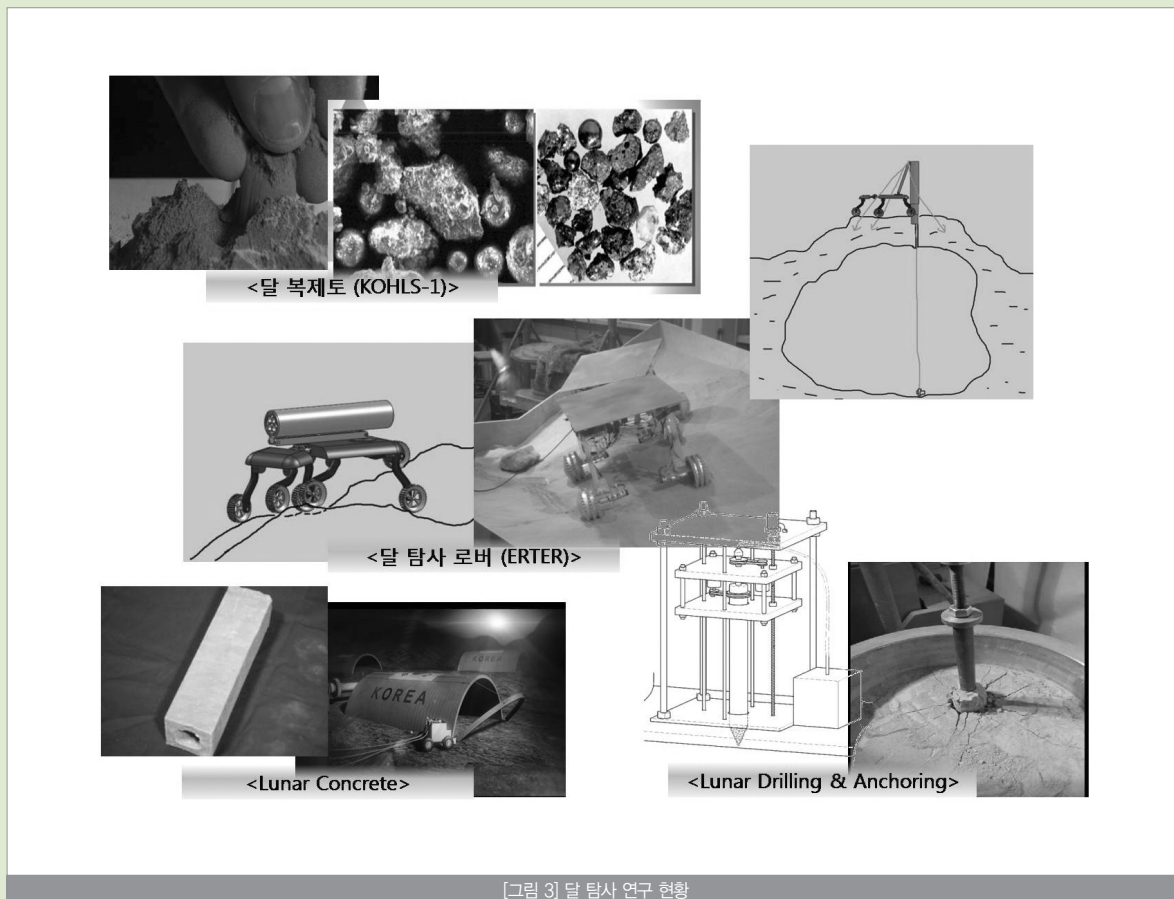 <달 복제토 (KOHLS-1)>
<달 탐사 로버 (ERTER)>
KOREA
KOREA
<Lunar Concrete>
<Lunar Drilling & Anchoring>
[그림 3] 달 탐사 연구 현황